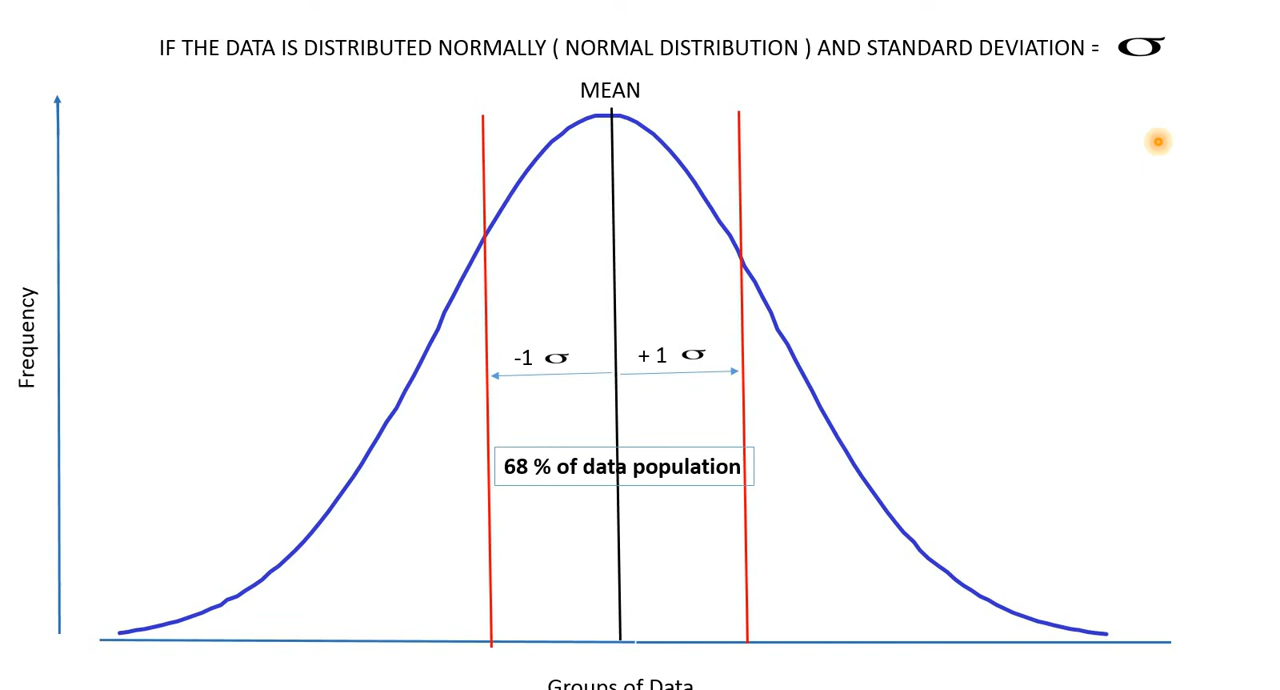 IF THE DATA IS DISTRIBUTED NORMALLY ( NORMAL DISTRIBUTION ) AND STANDARD DEVIATION = σ
MEAN
Frequency
-1 σ
+ 1 σ
68 % of data population
Groups of Data